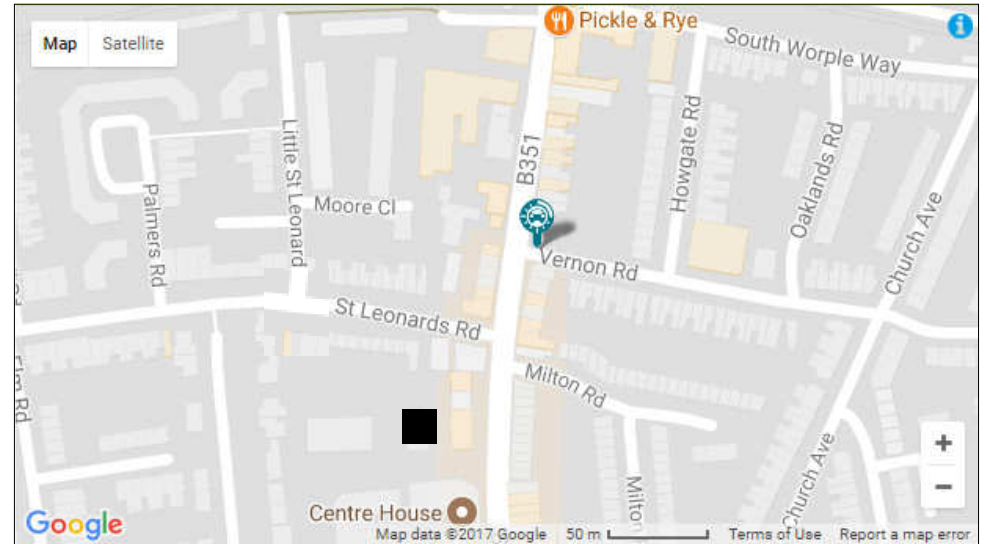 Pickle & Rye
Map Satellite
South Worple Way
B351
Howgate Rd
Oaklands Rd
Little St Leonard
Palmers Rd
Moore Cl
Church Ave
Vernon Rd
St Leonards Rd
Milton Rd
Elm Rd
Church Ave
Milton
Centre House
Google
Map data ©2017 Google 50 m Terms of Use Report a map error